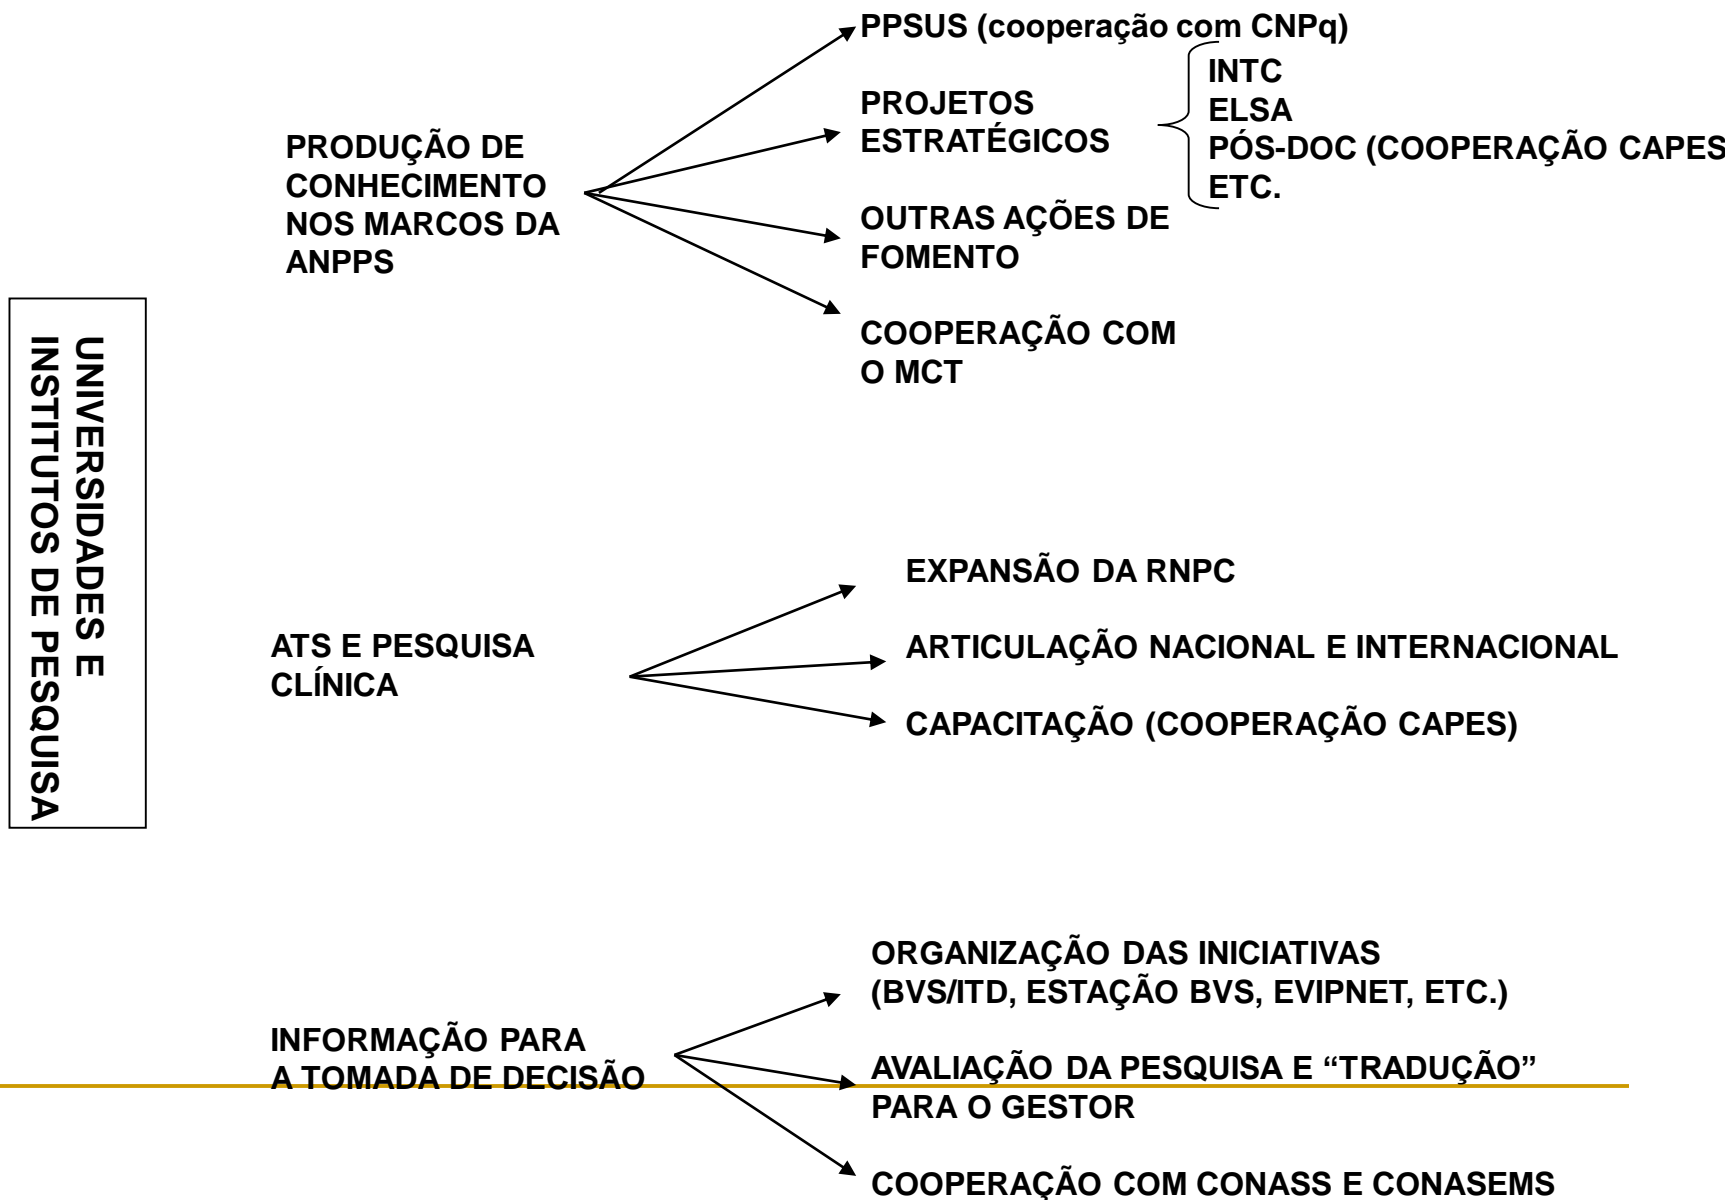 PPSUS (cooperação com CNPq)
PROJETOS
ESTRATÉGICOS
INTC
ELSA
PÓS-DOC (COOPERAÇÃO CAPES
ETC.
PRODUÇÃO DE
CONHECIMENTO
NOS MARCOS DA
ANPPS
OUTRAS AÇÕES DE
FOMENTO
COOPERAÇÃO COM
O MCT
UNIVERSIDADES E
INSTITUTOS DE PESQUISA
ATS E PESQUISA
CLÍNICA
EXPANSÃO DA RNPC
ARTICULAÇÃO NACIONAL E INTERNACIONAL
CAPACITAÇÃO (COOPERAÇÃO CAPES)
INFORMAÇÃO PARA
A TOMADA DE DECISÃO
ORGANIZAÇÃO DAS INICIATIVAS
(BVS/ITD, ESTAÇÃO BVS, EVIPNET, ETC.)
AVALIAÇÃO DA PESQUISA E “TRADUÇÃO”
PARA O GESTOR
COOPERAÇÃO COM CONASS E CONASEMS